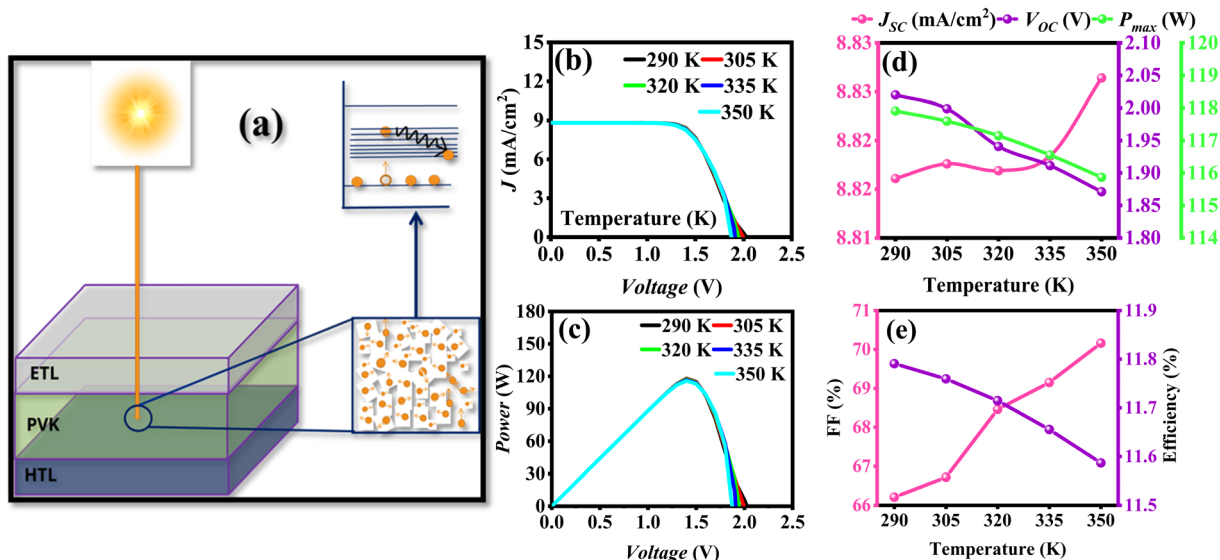 (a)
ETL
PVK
HTL
(b)
290 K 305 K
320 K 335 K
350 K
15
12
9
6
3
0
J (mA/cm²)
Temperature (K)
0.0 0.5 1.0 1.5 2.0 2.5
Voltage (V)
(c)
290 K 305 K
320 K 335 K
350 K
180
150
120
90
60
30
0
Power (W)
0.0 0.5 1.0 1.5 2.0 2.5
Voltage (V)
J_SC (mA/cm²) V_OC (V) P_max (W)
(d)
8.83
8.83
8.82
8.82
8.81
2.10
2.05
2.00
1.95
1.90
1.85
1.80
120
119
118
117
116
115
114
290 305 320 335 350
Temperature (K)
(e)
71
70
69
68
67
66
FF (%)
11.9
11.8
11.7
11.6
11.5
Efficiency (%)
290 305 320 335 350
Temperature (K)